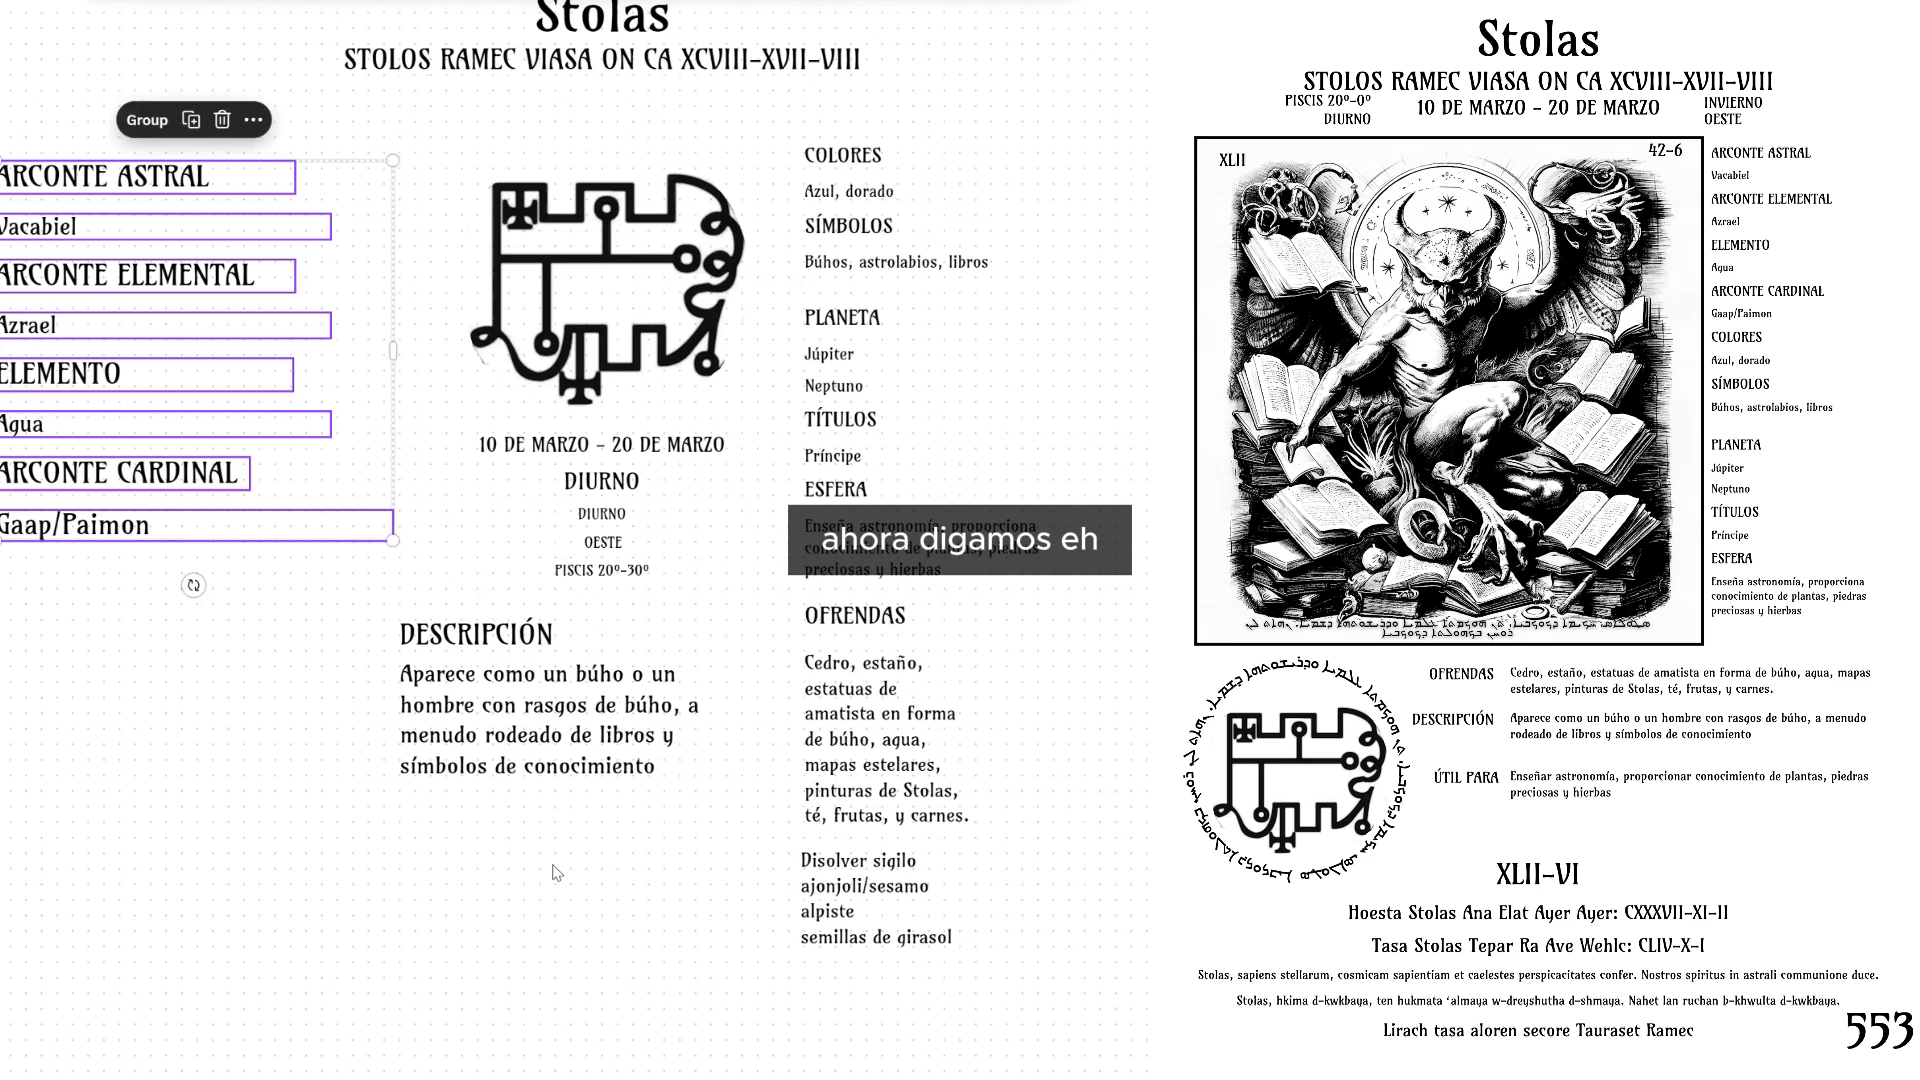 Stolas
STOLOS RAMEC VIASA ON CA XCVIII-XVII-VIII
Group
ARCONTE ASTRAL
Vacabiel
ARCONTE ELEMENTAL
Azrael
ELEMENTO
Agua
ARCONTE CARDINAL
Gaap/Paimon
10 DE MARZO - 20 DE MARZO
DIURNO
DIURNO
OESTE
PISCIS 20º-30º
DESCRIPCIÓN
Aparece como un búho o un
hombre con rasgos de búho, a
menudo rodeado de libros y
símbolos de conocimiento
COLORES
Azul, dorado
SÍMBOLOS
Búhos, astrolabios, libros
PLANETA
Júpiter
Neptuno
TÍTULOS
Príncipe
ESFERA
Enseña astronomía, proporciona
conocimiento de plantas, piedras
preciosas y hierbas
ahora digamos eh
OFRENDAS
Cedro, estaño,
estatuas de
amatista en forma
de búho, agua,
mapas estelares,
pinturas de Stolas,
té, frutas, y carnes.
Disolver sigilo
ajonjoli/sesamo
alpiste
semillas de girasol
Stolas
STOLOS RAMEC VIASA ON CA XCVIII-XVII-VIII
PISCIS 20º-0º
DIURNO
10 DE MARZO - 20 DE MARZO
INVIERNO
OESTE
XLII
42-6
ARCONTE ASTRAL
Vacabiel
ARCONTE ELEMENTAL
Azrael
ELEMENTO
Agua
ARCONTE CARDINAL
Gaap/Paimon
COLORES
Azul, dorado
SÍMBOLOS
Búhos, astrolabios, libros
PLANETA
Júpiter
Neptuno
TÍTULOS
Príncipe
ESFERA
Enseña astronomía, proporciona
conocimiento de plantas, piedras
preciosas y hierbas
OFRENDAS
Cedro, estaño, estatuas de amatista en forma de búho, agua, mapas
estelares, pinturas de Stolas, té, frutas, y carnes.
DESCRIPCIÓN
Aparece como un búho o un hombre con rasgos de búho, a menudo
rodeado de libros y símbolos de conocimiento
ÚTIL PARA
Enseñar astronomía, proporcionar conocimiento de plantas, piedras
preciosas y hierbas
XLII-VI
Hoesta Stolas Ana Elat Ayer Ayer: CXXXVII-XI-II
Tasa Stolas Tepar Ra Ave Wehlc: CLIV-X-I
Stolas, sapiens stellarum, cosmicam sapientiam et caelestes perspicacitates confer. Nostros spiritus in astrali communione duce.
Stolas, hkima d-kwkbaya, ten hukmata ‘almaya w-dreyshutha d-shmaya. Nahet lan ruchan b-khwulta d-kwkbaya.
Lirach tasa aloren secore Tauraset Ramec
553